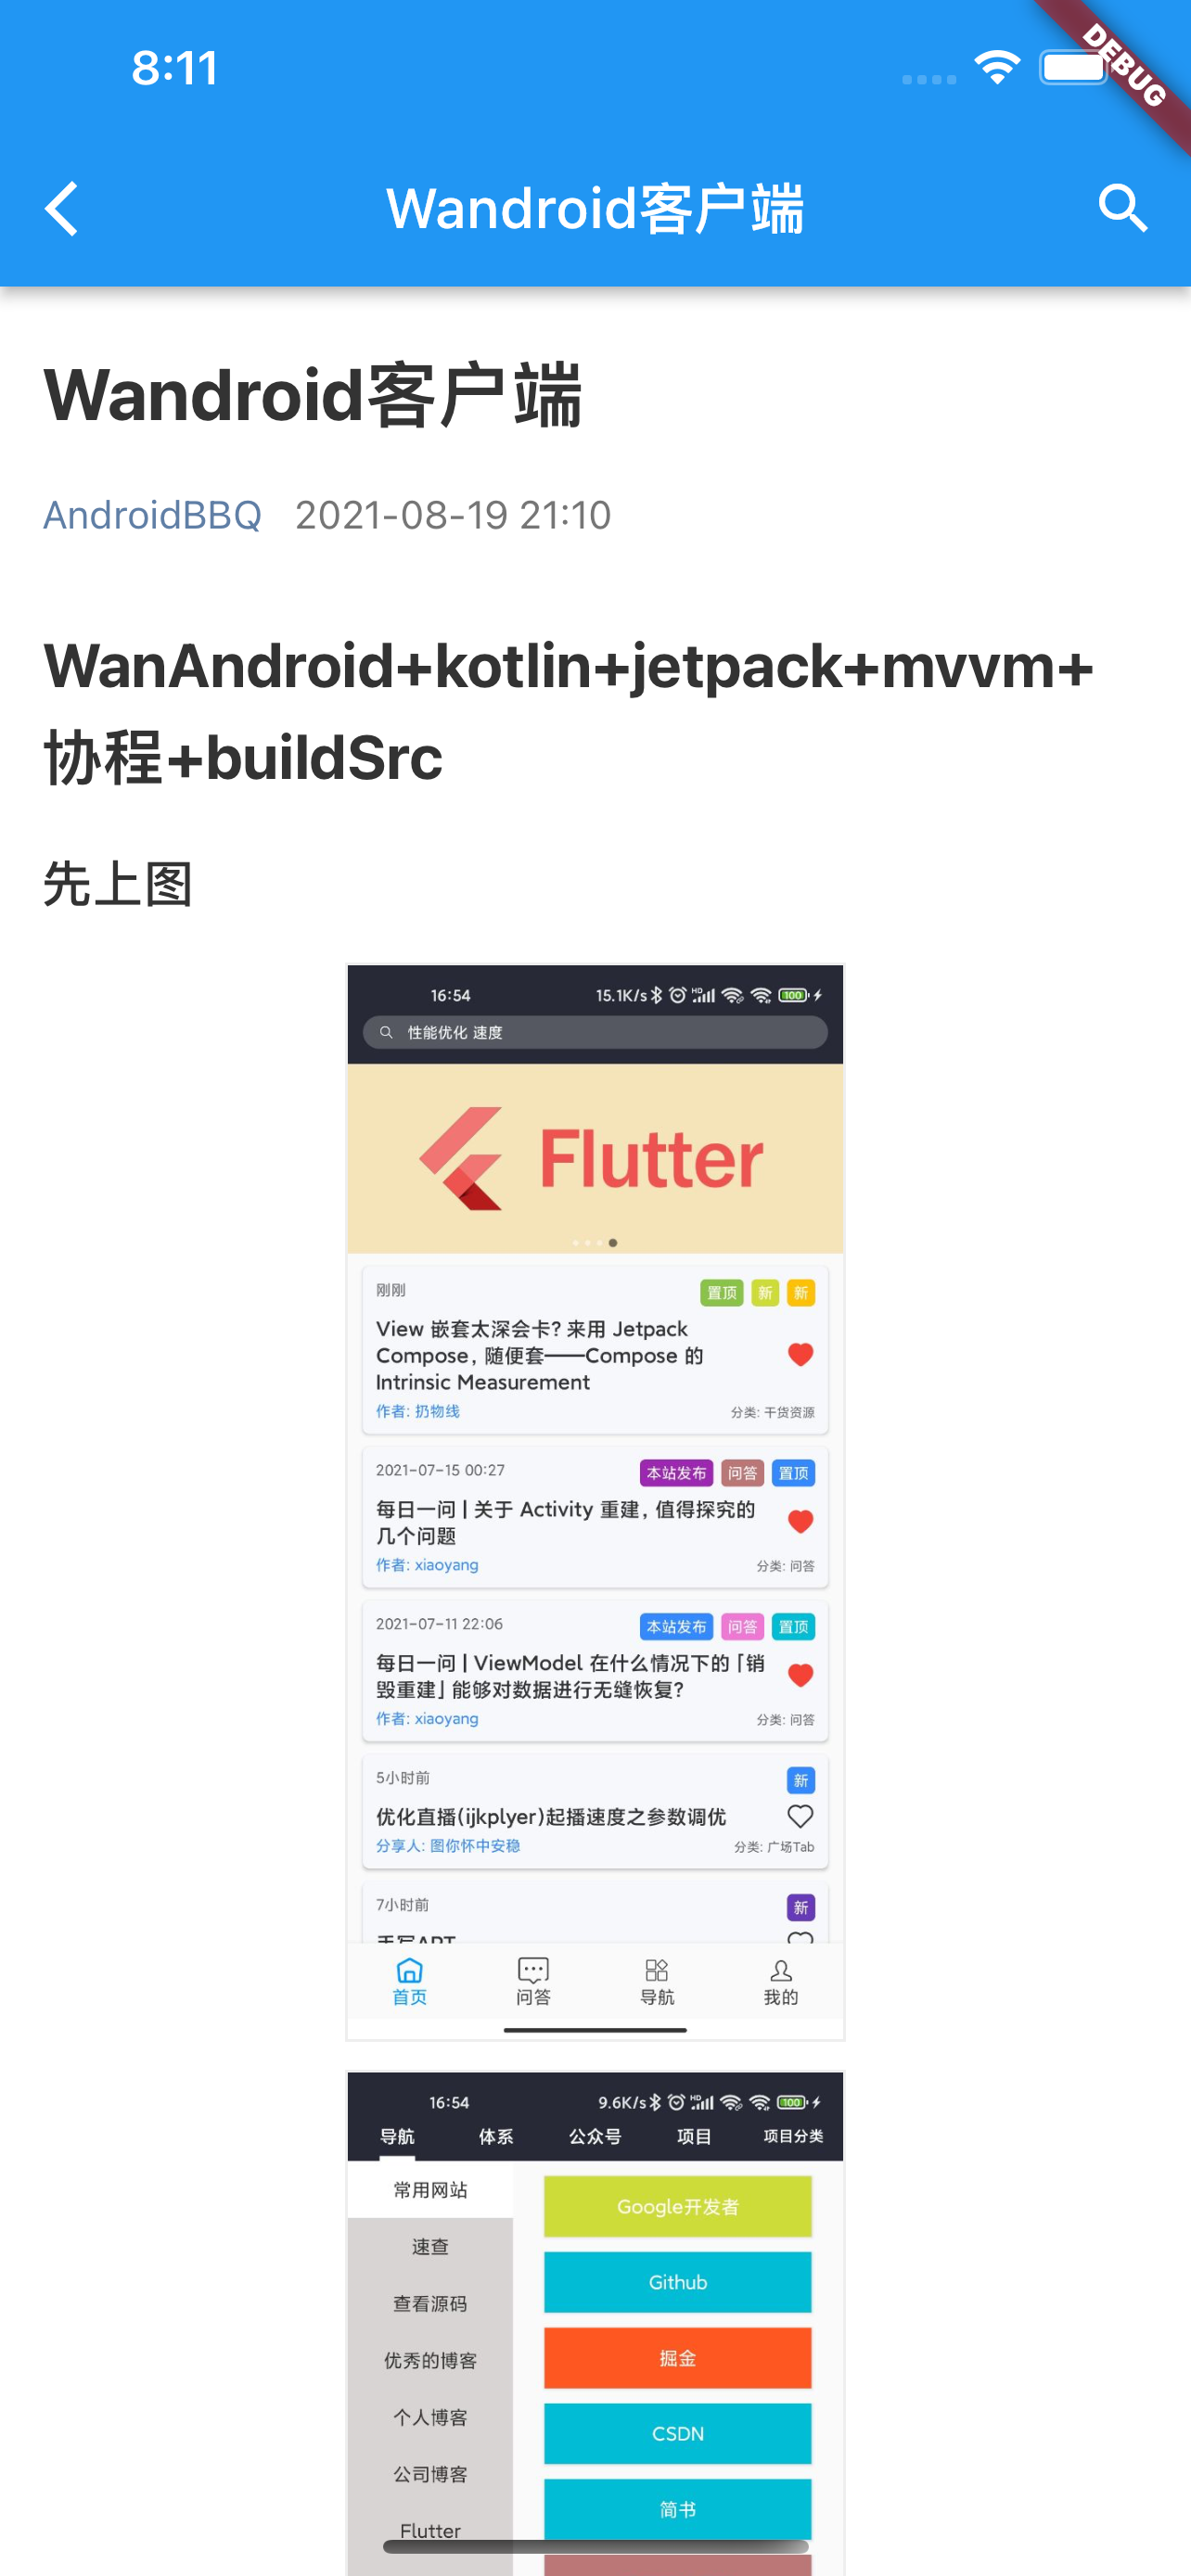 8:11
DEBUG
Wandroid客户端
Wandroid客户端
AndroidBBQ 2021-08-19 21:10
WanAndroid+kotlin+jetpack+mvvm+
协程+buildSrc
先上图
16:54 15.1K/s HD 100
性能优化 速度
Flutter
刚刚 置顶 新 新
View 嵌套太深会卡? 来用 Jetpack
Compose, 随便套——Compose 的
Intrinsic Measurement
作者: 扔物线 分类: 干货资源
2021-07-15 00:27 本站发布 问答 置顶
每日一问 | 关于 Activity 重建, 值得探究的
几个问题
作者: xiaoyang 分类: 问答
2021-07-11 22:06 本站发布 问答 置顶
每日一问 | ViewModel 在什么情况下的「销
毁重建」能够对数据进行无缝恢复?
作者: xiaoyang 分类: 问答
5小时前 新
优化直播(ijkplyer)起播速度之参数调优
分享人: 图你怀中安稳 分类: 广场Tab
7小时前 新
手写APT
首页 问答 导航 我的
16:54 9.6K/s HD 100
导航 体系 公众号 项目 项目分类
常用网站 Google开发者
速查 Github
查看源码 掘金
优秀的博客
个人博客 CSDN
公司博客 简书
Flutter